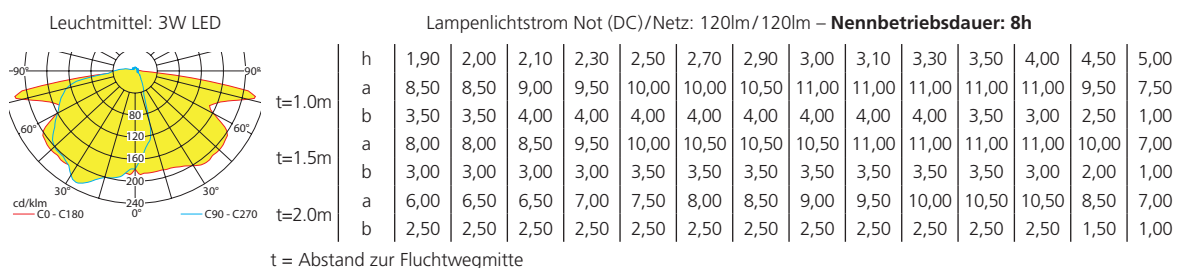 Leuchtmittel: 3W LED
Lampenlichtstrom Not (DC)/Netz: 120lm/120lm – Nennbetriebsdauer: 8h
-90° 90°
60° 60°
30° 30°
80
120
160
200
240
0°
cd/klm
C0 - C180 C90 - C270
h 1,90 2,00 2,10 2,30 2,50 2,70 2,90 3,00 3,10 3,30 3,50 4,00 4,50 5,00
t=1.0m
a 8,50 8,50 9,00 9,50 10,00 10,00 10,50 11,00 11,00 11,00 11,00 11,00 9,50 7,50
b 3,50 3,50 4,00 4,00 4,00 4,00 4,00 4,00 4,00 4,00 3,50 3,00 2,50 1,00
t=1.5m
a 8,00 8,00 8,50 9,50 10,00 10,50 10,50 10,50 11,00 11,00 11,00 11,00 10,00 7,00
b 3,00 3,00 3,00 3,00 3,50 3,50 3,50 3,50 3,50 3,50 3,50 3,00 2,00 1,00
t=2.0m
a 6,00 6,50 6,50 7,00 7,50 8,00 8,50 9,00 9,50 10,00 10,50 10,50 8,50 7,00
b 2,50 2,50 2,50 2,50 2,50 2,50 2,50 2,50 2,50 2,50 2,50 2,50 1,50 1,00
t = Abstand zur Fluchtwegmitte